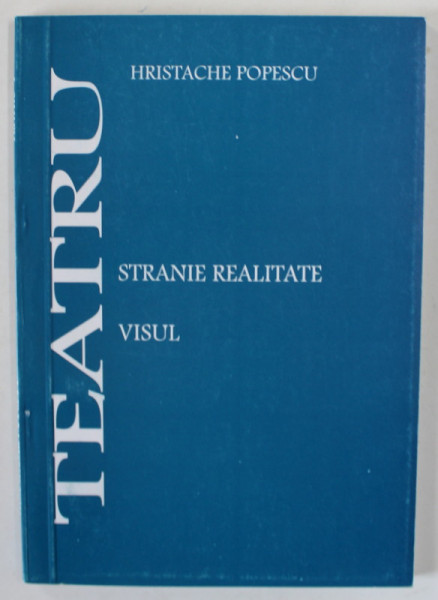 HRISTACHE POPESCU
TEATRU
STRANIE REALITATE
VISUL